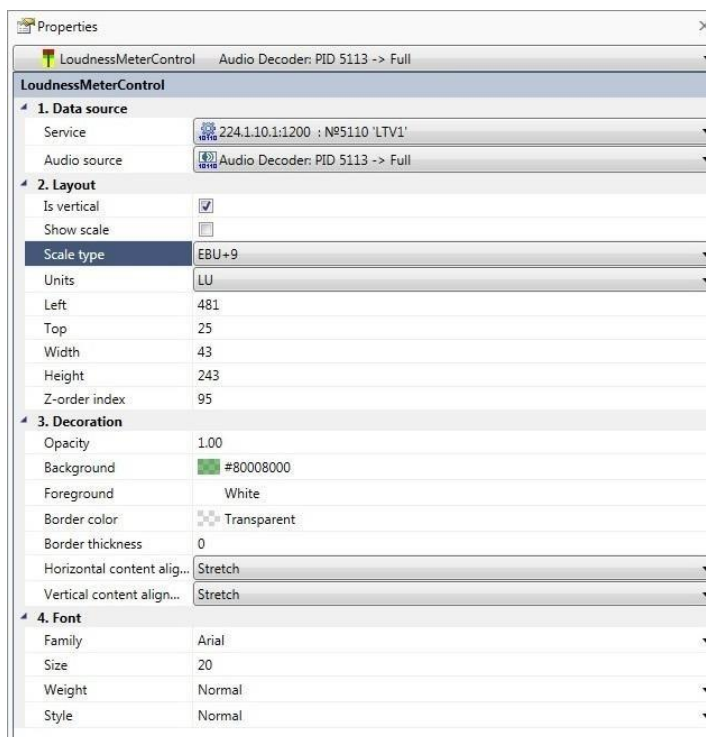 Properties
LoudnessMeterControl Audio Decoder: PID 5113 -> Full
LoudnessMeterControl
1. Data source
Service 224.1.10.1:1200 : №5110 'LTV1'
Audio source Audio Decoder: PID 5113 -> Full
2. Layout
Is vertical
Show scale
Scale type EBU+9
Units LU
Left 481
Top 25
Width 43
Height 243
Z-order index 95
3. Decoration
Opacity 1.00
Background #80008000
Foreground White
Border color Transparent
Border thickness 0
Horizontal content alig... Stretch
Vertical content align... Stretch
4. Font
Family Arial
Size 20
Weight Normal
Style Normal